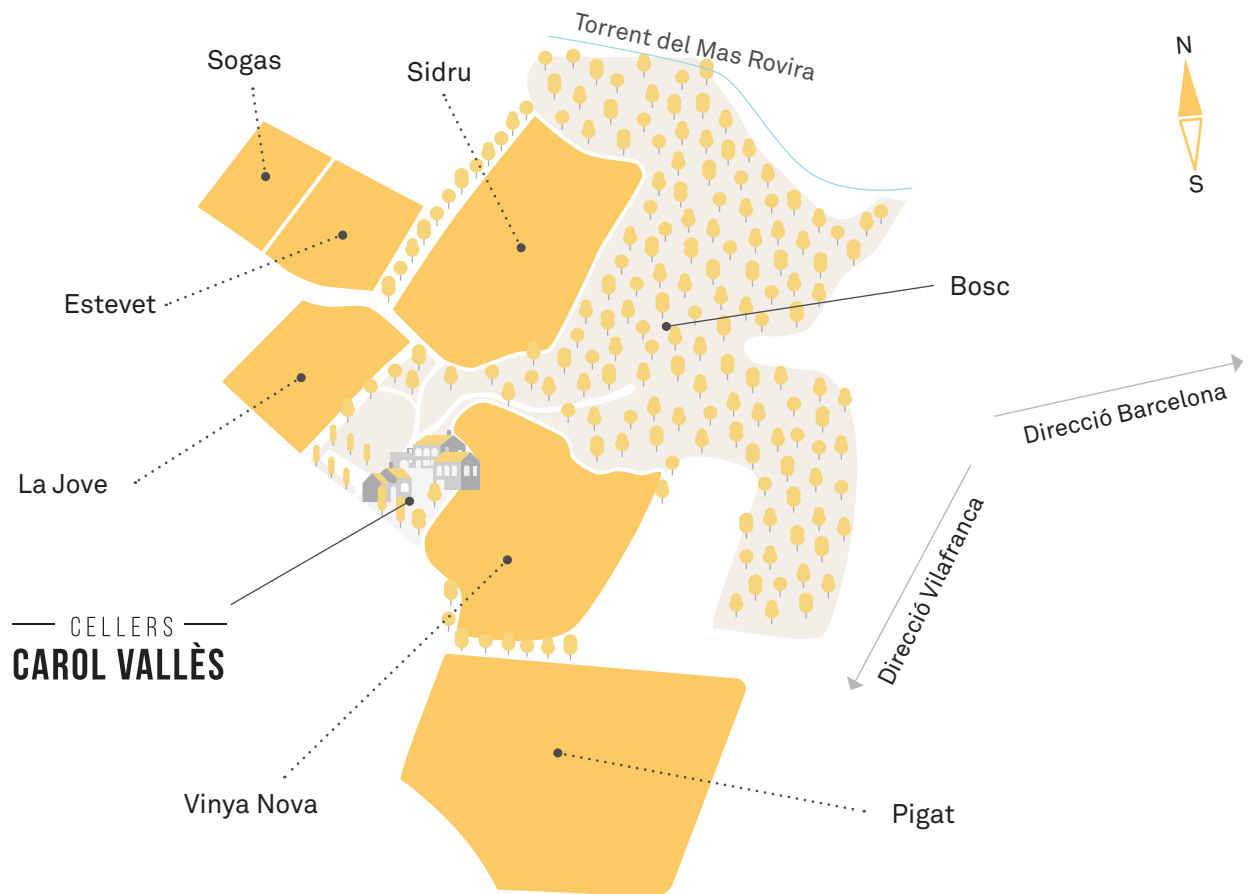 Torrent del Mas Rovira
N
Sogas
Sidru
S
Bosc
Estevet
Direcció Barcelona
La Jove
Direcció Vilafranca
CELLERS
CAROL VALLÈS
Vinya Nova
Pigat